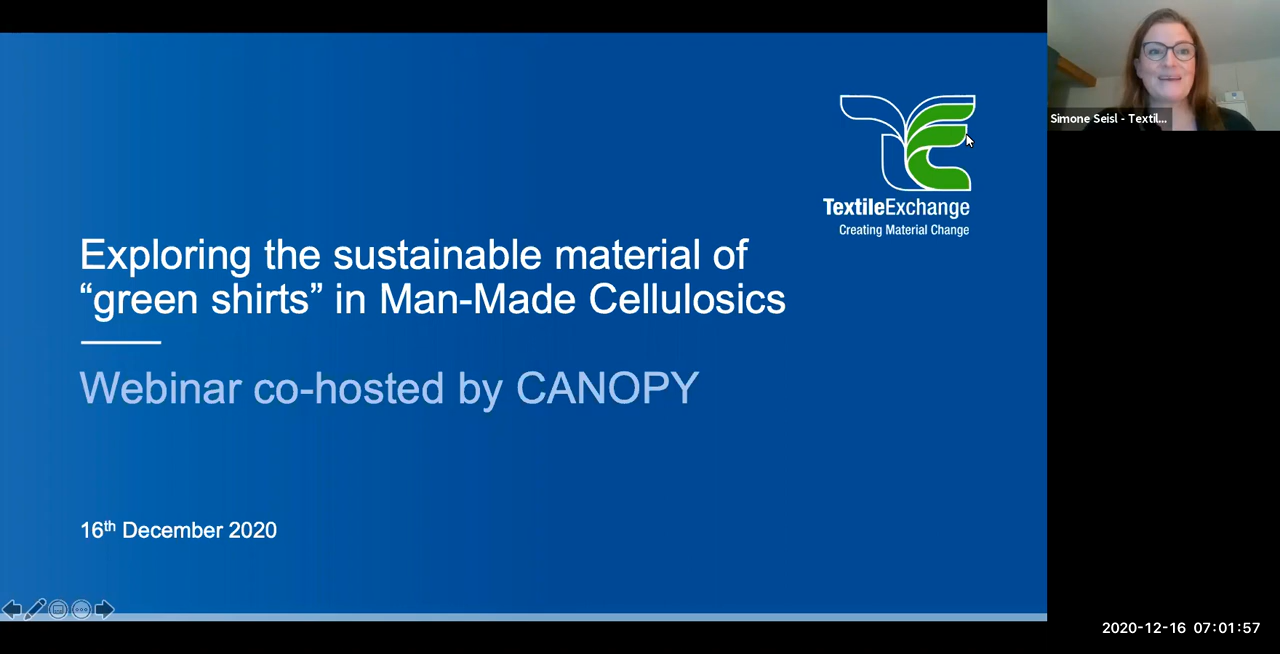 TextileExchange
Creating Material Change
Exploring the sustainable material of
“green shirts” in Man-Made Cellulosics
Webinar co-hosted by CANOPY
16th December 2020
Simone Seisl - Textil...
2020-12-16 07:01:57